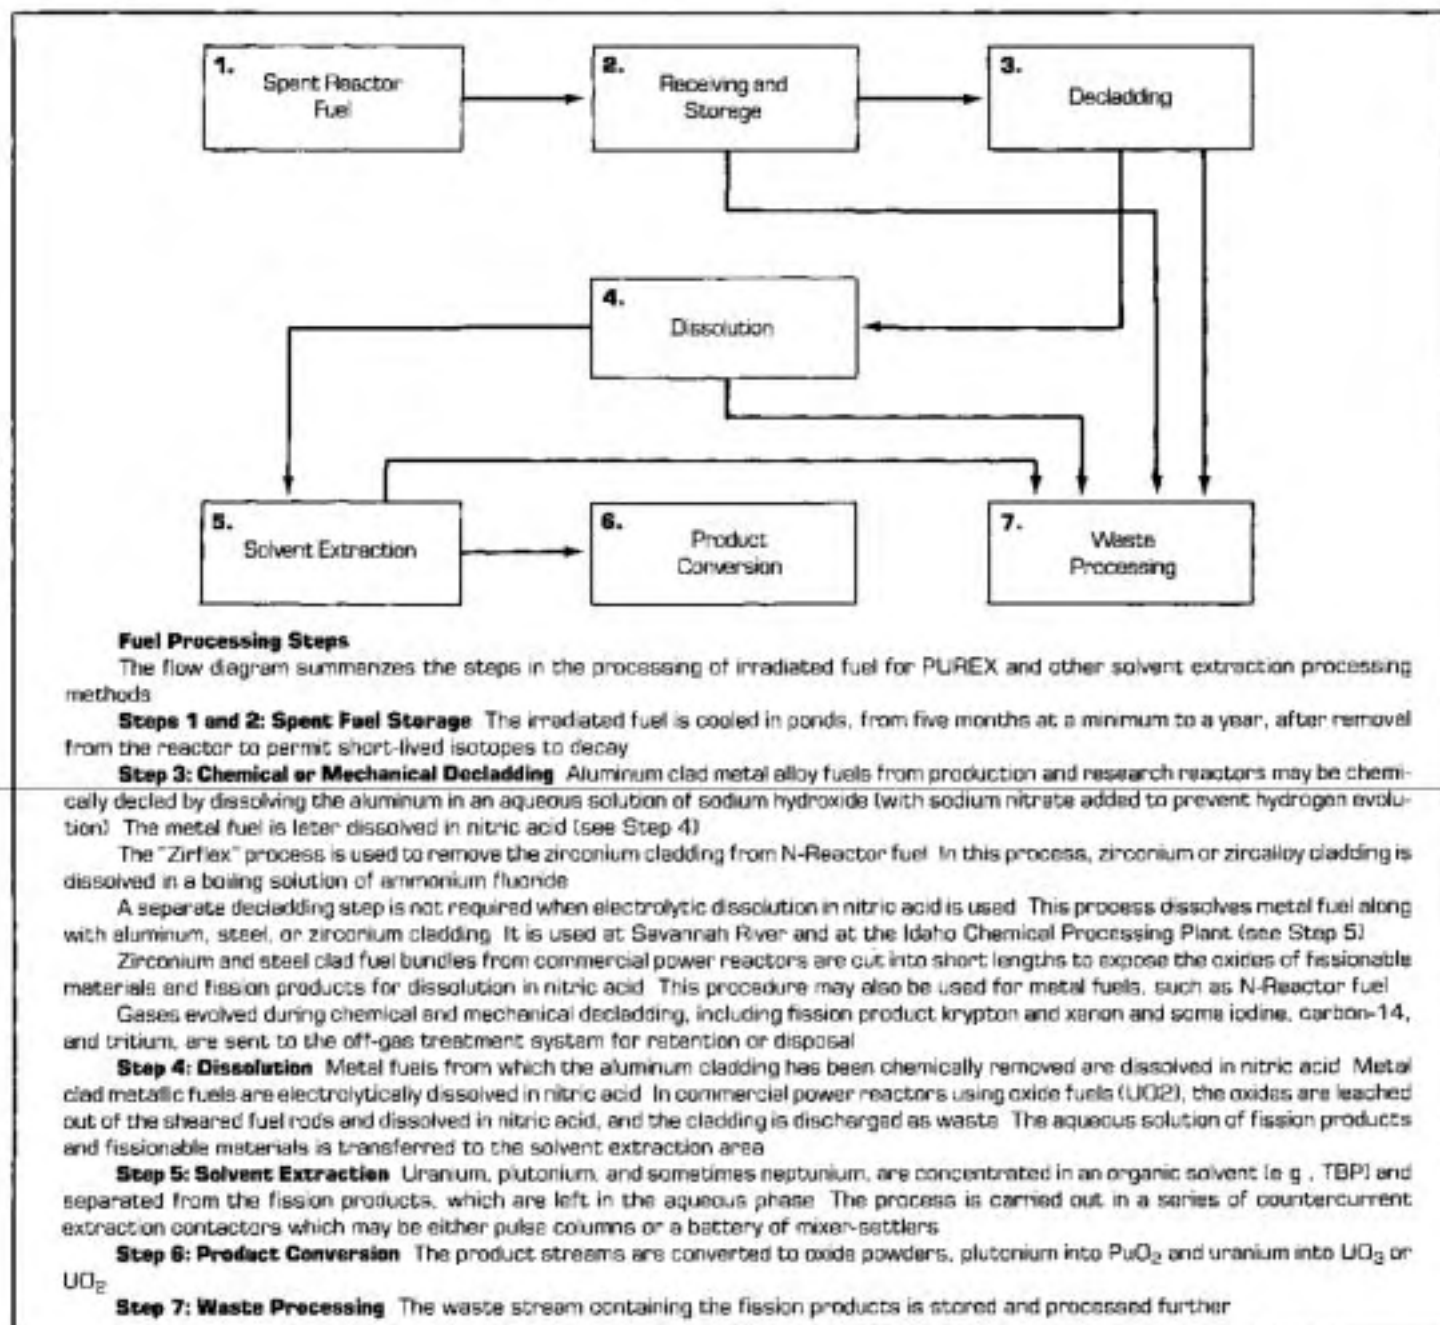 1.
Spent Reactor
Fuel
2.
Receiving and
Storage
3.
Decladding
4.
Dissolution
5.
Solvent Extraction
6.
Product
Conversion
7.
Waste
Processing
Fuel Processing Steps
The flow diagram summarizes the steps in the processing of irradiated fuel for PUREX and other solvent extraction processing
methods
Steps 1 and 2: Spent Fuel Storage The irradiated fuel is cooled in ponds, from five months at a minimum to a year, after removal
from the reactor to permit short-lived isotopes to decay
Step 3: Chemical or Mechanical Decladding Aluminum clad metal alloy fuels from production and research reactors may be chemi-
cally declad by dissolving the aluminum in an aqueous solution of sodium hydroxide (with sodium nitrate added to prevent hydrogen evolu-
tion) The metal fuel is later dissolved in nitric acid (see Step 4)
The "Zirflex" process is used to remove the zirconium cladding from N-Reactor fuel In this process, zirconium or zircalloy cladding is
dissolved in a boiling solution of ammonium fluoride
A separate decladding step is not required when electrolytic dissolution in nitric acid is used This process dissolves metal fuel along
with aluminum, steel, or zirconium cladding It is used at Savannah River and at the Idaho Chemical Processing Plant (see Step 5)
Zirconium and steel clad fuel bundles from commercial power reactors are cut into short lengths to expose the oxides of fissionable
materials and fission products for dissolution in nitric acid This procedure may also be used for metal fuels, such as N-Reactor fuel
Gases evolved during chemical and mechanical decladding, including fission product krypton and xenon and some iodine, carbon-14,
and tritium, are sent to the off-gas treatment system for retention or disposal
Step 4: Dissolution Metal fuels from which the aluminum cladding has been chemically removed are dissolved in nitric acid Metal
clad metallic fuels are electrolytically dissolved in nitric acid In commercial power reactors using oxide fuels (UO2), the oxides are leached
out of the sheared fuel rods and dissolved in nitric acid, and the cladding is discharged as waste The aqueous solution of fission products
and fissionable materials is transferred to the solvent extraction area
Step 5: Solvent Extraction Uranium, plutonium, and sometimes neptunium, are concentrated in an organic solvent (e g , TBP) and
separated from the fission products, which are left in the aqueous phase The process is carried out in a series of countercurrent
extraction contactors which may be either pulse columns or a battery of mixer-settlers
Step 6: Product Conversion The product streams are converted to oxide powders, plutonium into PuO₂ and uranium into UO₃ or
UO₂
Step 7: Waste Processing The waste stream containing the fission products is stored and processed further